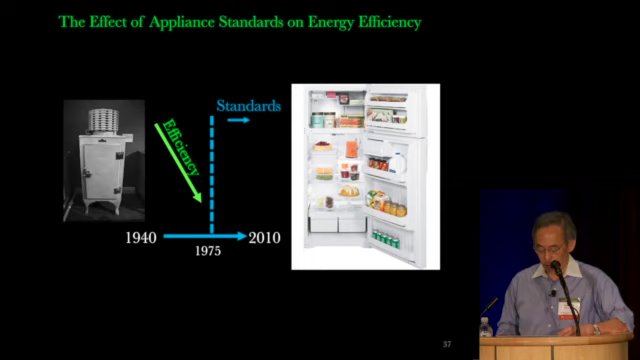 The Effect of Appliance Standards on Energy Efficiency
Standards
Efficiency
1940
2010
1975
37